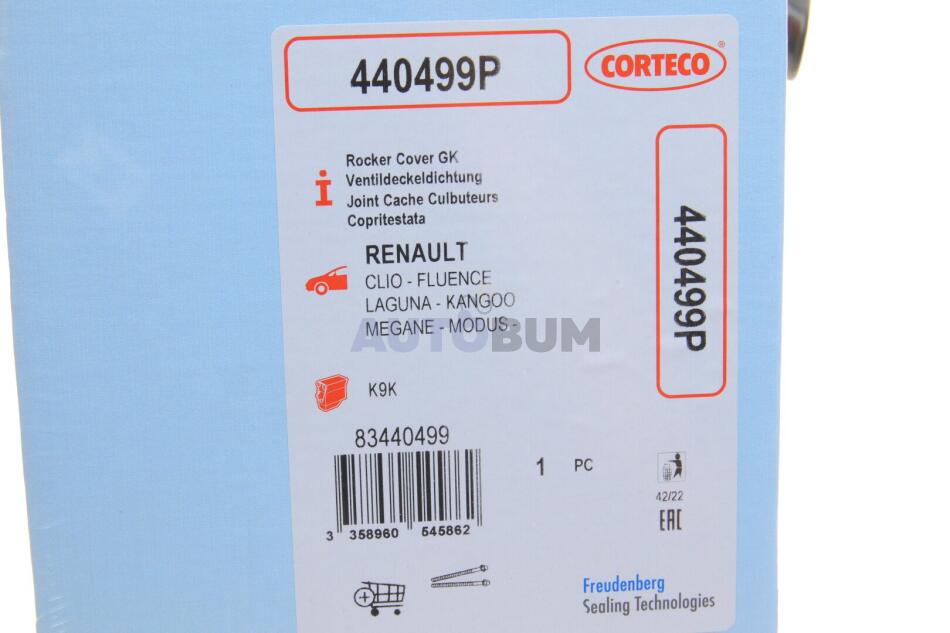 440499P
CORTECO®
Rocker Cover GK
Ventildeckeldichtung
Joint Cache Culbuteurs
Copritestata
440499P
RENAULT
CLIO - FLUENCE
LAGUNA - KANGOO
MEGANE - MODUS -
AUTOBUM
K9K
83440499
1 PC
3 358960 545862
42/22
EAC
Freudenberg
Sealing Technologies